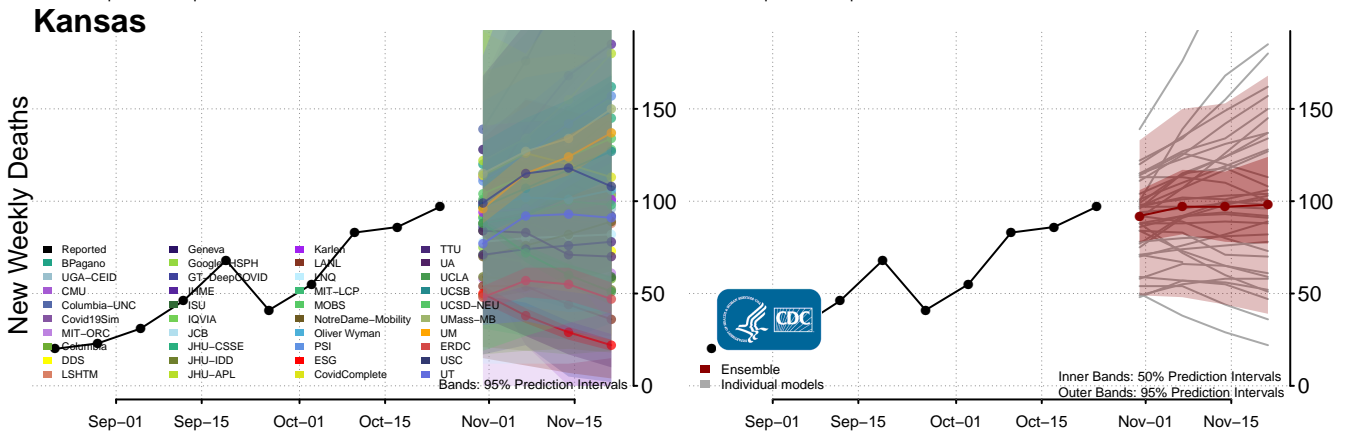 Kansas
New Weekly Deaths
150
100
50
0
Reported
BPagano
UGA−CEID
CMU
Columbia−UNC
Covid19Sim
MIT−ORC
Columbia
DDS
LSHTM
Geneva
Google−HSPH
GT−DeepCOVID
IHME
ISU
IQVIA
JCB
JHU−CSSE
JHU−IDD
JHU−APL
Karlen
LANL
LNQ
MIT−LCP
MOBS
NotreDame−Mobility
Oliver Wyman
PSI
ESG
CovidComplete
TTU
UA
UCLA
UCSB
UCSD−NEU
UMass−MB
UM
ERDC
USC
UT
Bands: 95% Prediction Intervals
Sep−01 Sep−15 Oct−01 Oct−15 Nov−01 Nov−15
150
100
50
0
CDC
Ensemble
Individual models
Inner Bands: 50% Prediction Intervals
Outer Bands: 95% Prediction Intervals
Sep−01 Sep−15 Oct−01 Oct−15 Nov−01 Nov−15